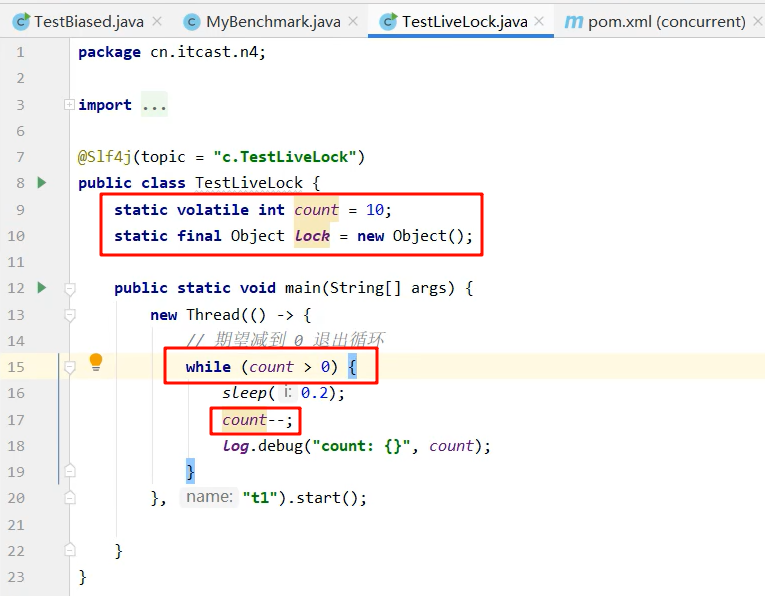 TestBiased.java MyBenchmark.java TestLiveLock.java pom.xml (concurrent)
1 package cn.itcast.n4;
2
3 import ...
6
7 @Slf4j(topic = "c.TestLiveLock")
8 public class TestLiveLock {
9 static volatile int count = 10;
10 static final Object lock = new Object();
11
12 public static void main(String[] args) {
13 new Thread(() -> {
14 // 期望减到 0 退出循环
15 while (count > 0) {
16 sleep( i: 0.2);
17 count--;
18 log.debug("count: {}", count);
19 }
20 }, name: "t1").start();
21
22 }
23 }